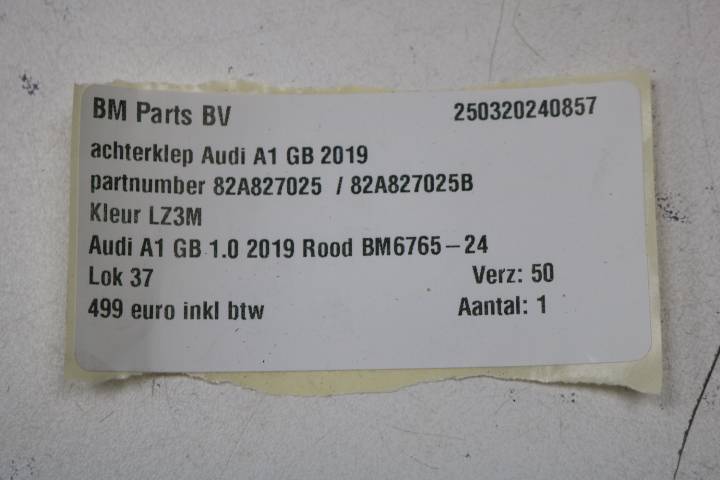 BM Parts BV 250320240857
achterklep Audi A1 GB 2019
partnumber 82A827025 / 82A827025B
Kleur LZ3M
Audi A1 GB 1.0 2019 Rood BM6765-24
Lok 37 Verz: 50
499 euro inkl btw Aantal: 1